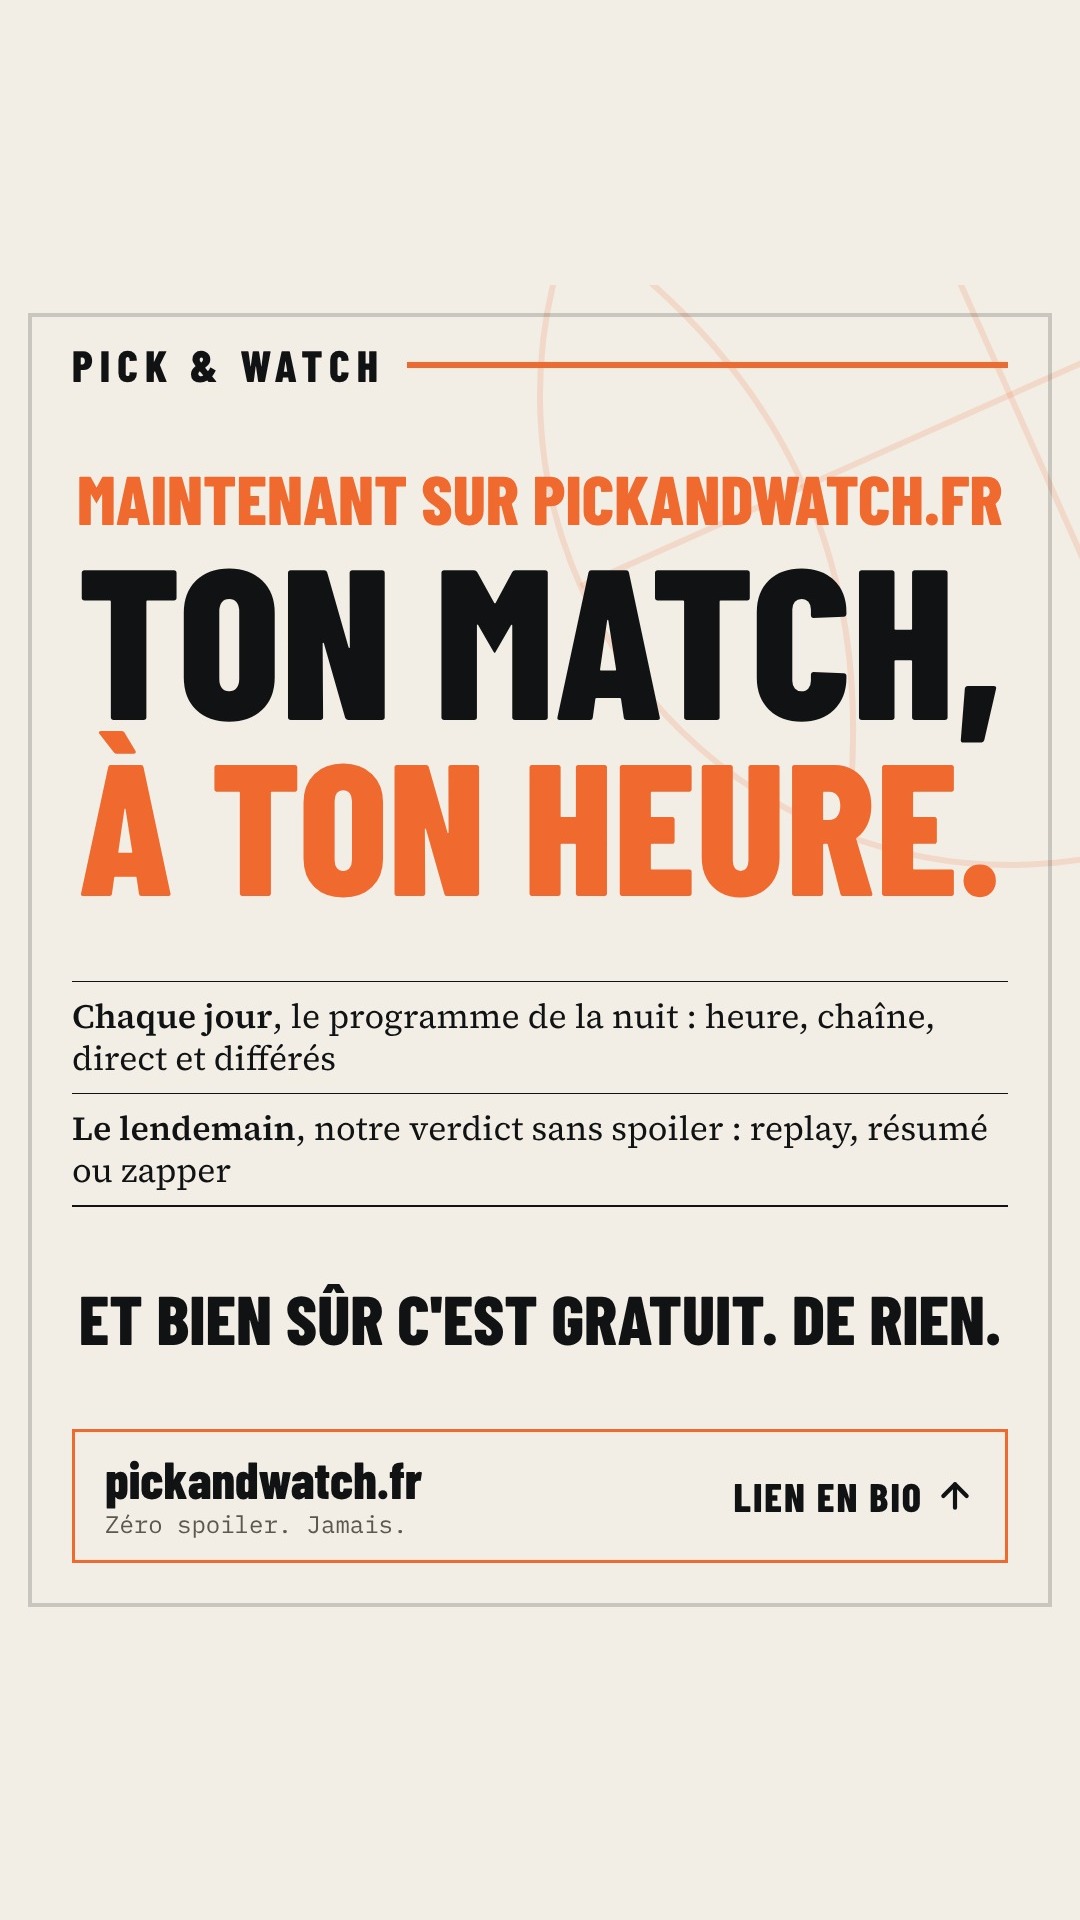 PICK & WATCH
MAINTENANT SUR PICKANDWATCH.FR
TON MATCH,
À TON HEURE.
Chaque jour, le programme de la nuit : heure, chaîne,
direct et différés
Le lendemain, notre verdict sans spoiler : replay, résumé
ou zapper
ET BIEN SÛR C'EST GRATUIT. DE RIEN.
pickandwatch.fr
Zéro spoiler. Jamais.
LIEN EN BIO ↑